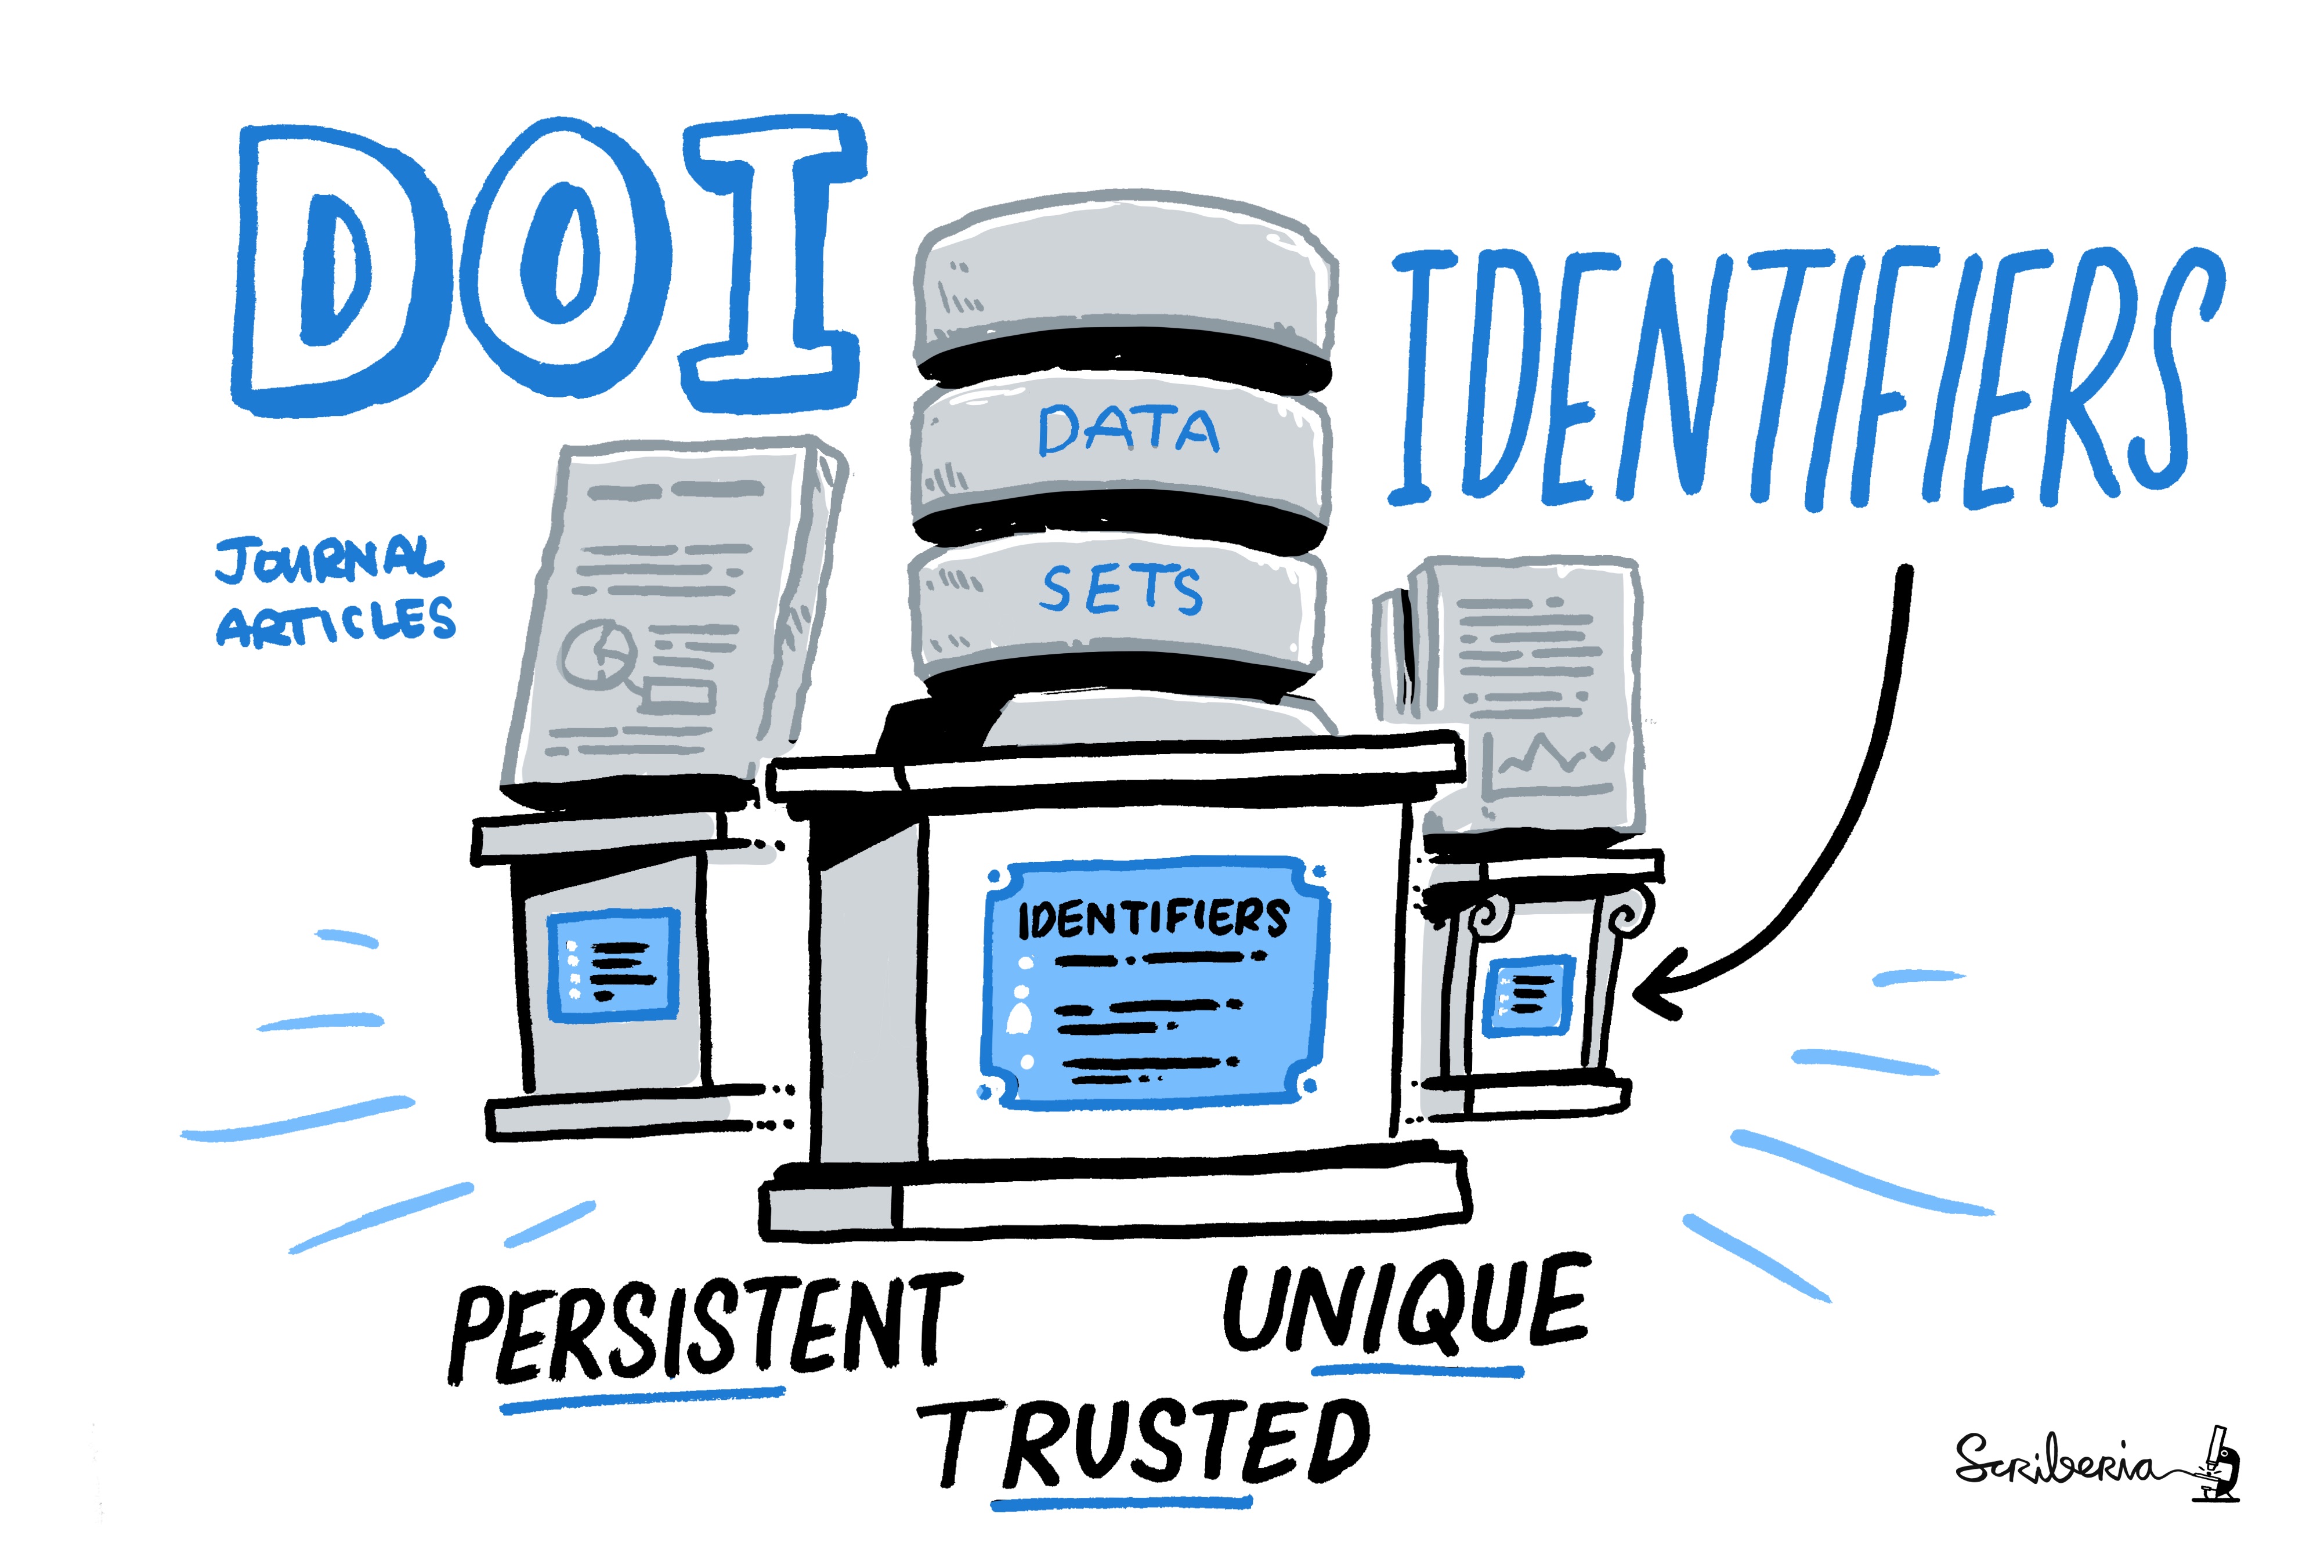 DOI
IDENTIFIERS
JOURNAL
ARTICLES
DATA
SETS
IDENTIFIERS
PERSISTENT
UNIQUE
TRUSTED
Scriberia